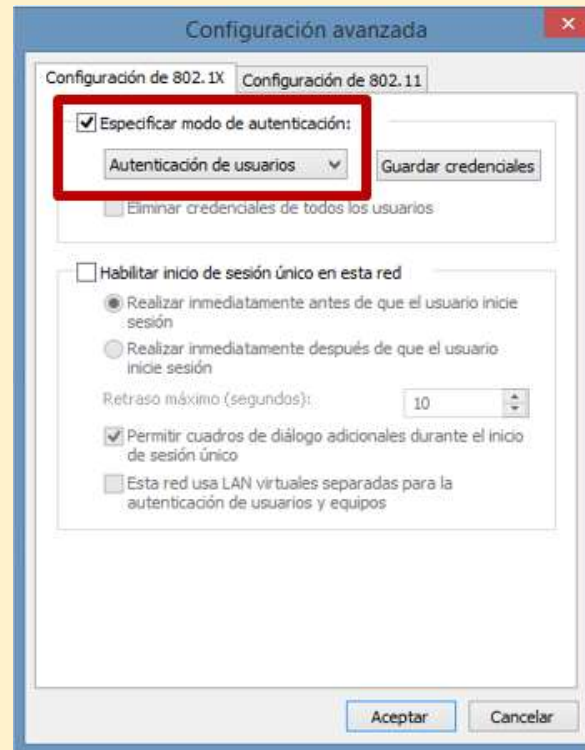 Configuración avanzada
Configuración de 802.1X
Configuración de 802.11
Especificar modo de autenticación:
Autenticación de usuarios
Guardar credenciales
Eliminar credenciales de todos los usuarios
Habilitar inicio de sesión único en esta red
Realizar inmediatamente antes de que el usuario inicie
sesión
Realizar inmediatamente después de que el usuario
inicie sesión
Retraso máximo (segundos):
10
Permitir cuadros de diálogo adicionales durante el inicio
de sesión único
Esta red usa LAN virtuales separadas para la
autenticación de usuarios y equipos
Aceptar
Cancelar